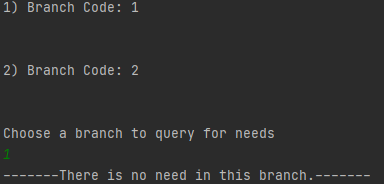 1) Branch Code: 1
2) Branch Code: 2
Choose a branch to query for needs
1
-------There is no need in this branch.-------